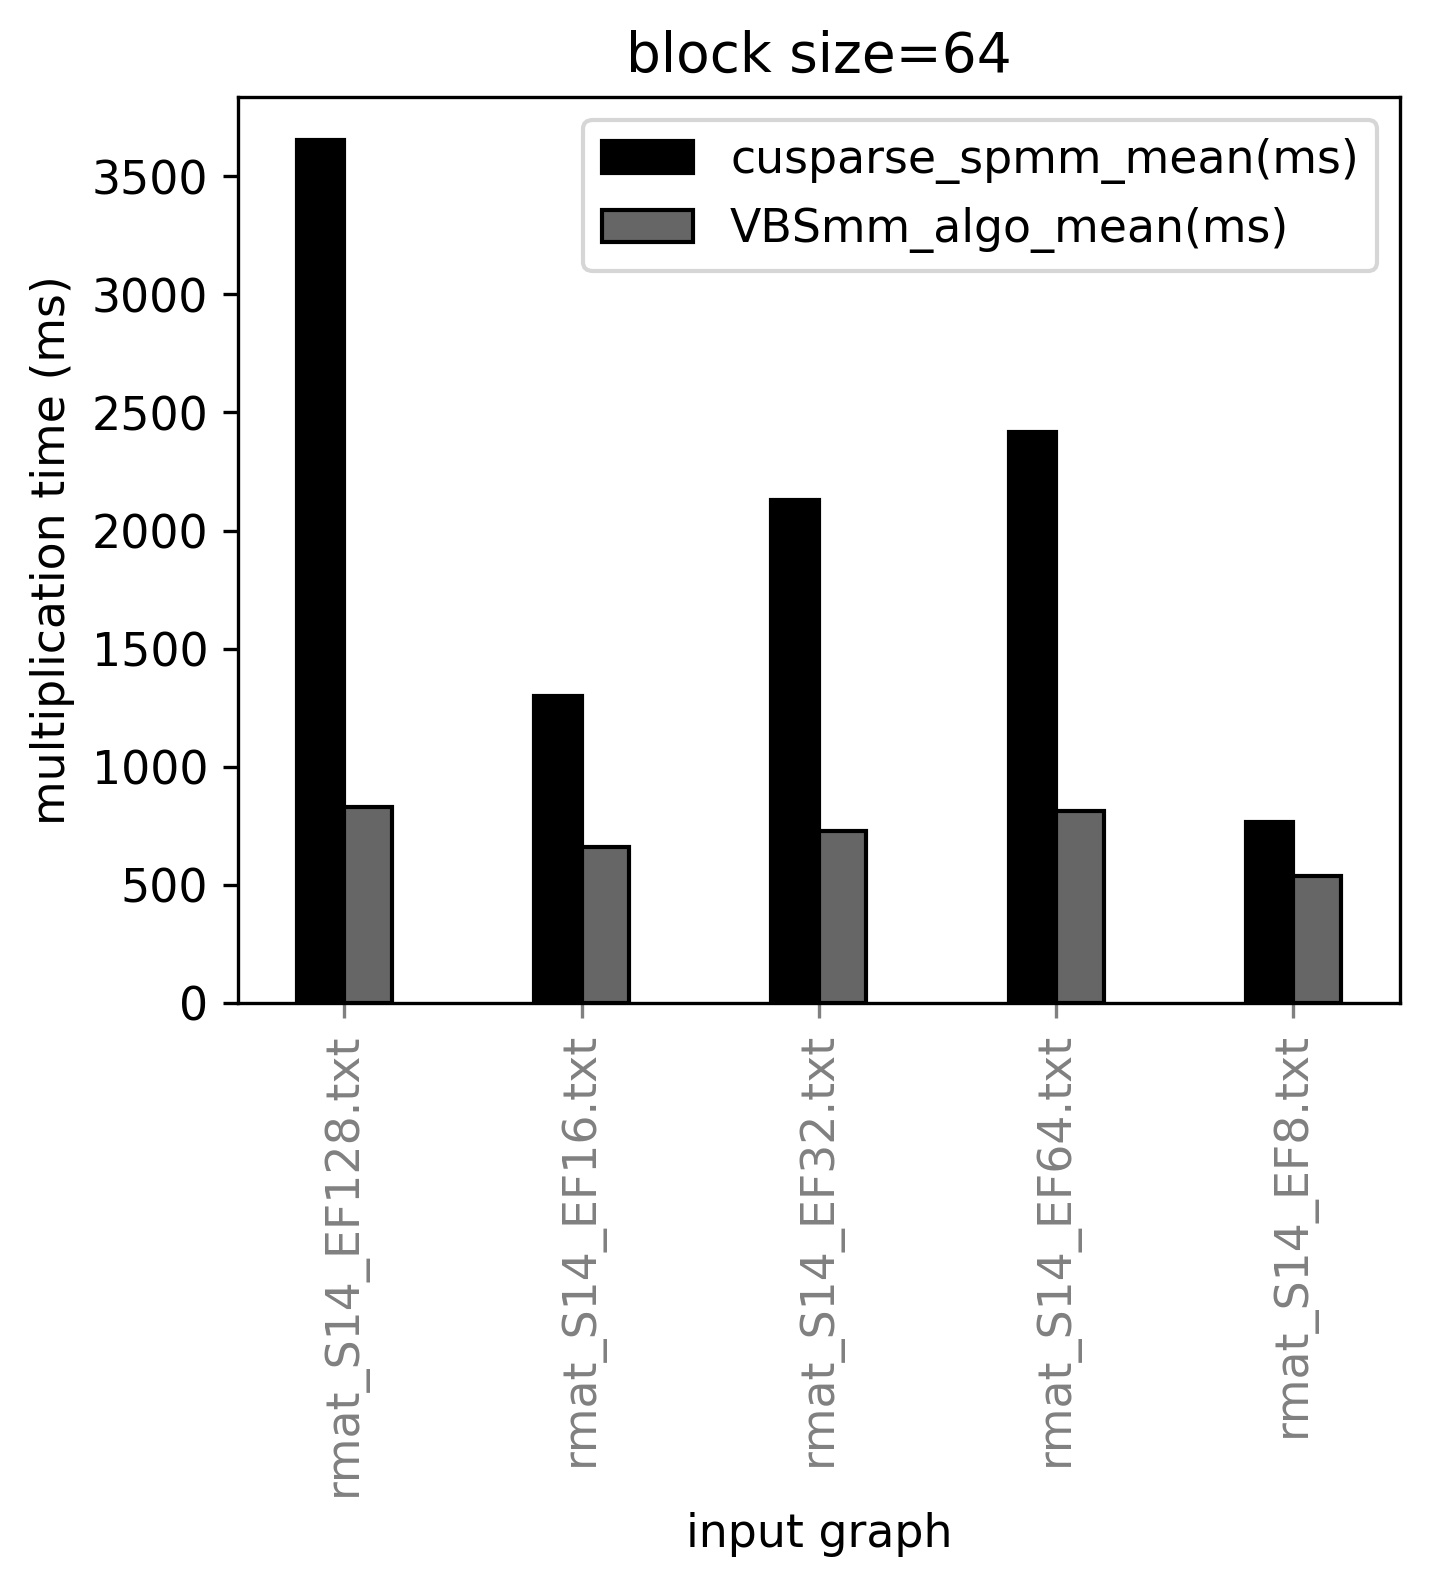 block size=64
cusparse_spmm_mean(ms)
VBSmm_algo_mean(ms)
multiplication time (ms)
3500
3000
2500
2000
1500
1000
500
0
rmat_S14_EF128.txt
rmat_S14_EF16.txt
rmat_S14_EF32.txt
rmat_S14_EF64.txt
rmat_S14_EF8.txt
input graph